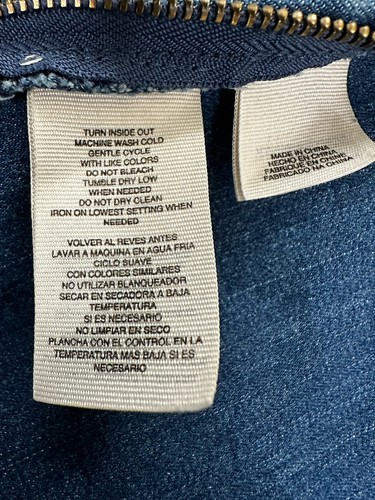 TURN INSIDE OUT
MACHINE WASH COLD
GENTLE CYCLE
WITH LIKE COLORS
DO NOT BLEACH
TUMBLE DRY LOW
WHEN NEEDED
DO NOT DRY CLEAN
IRON ON LOWEST SETTING WHEN
NEEDED
VOLVER AL REVES ANTES
LAVAR A MAQUINA EN AGUA FRIA
CICLO SUAVE
CON COLORES SIMILARES
NO UTILIZAR BLANQUEADOR
SECAR EN SECADORA A BAJA
TEMPERATURA
SI ES NECESARIO
NO LIMPIAR EN SECO
PLANCHA CON EL CONTROL EN LA
TEMPERATURA MAS BAJA SI ES
NECESARIO
MADE IN CHINA
HECHO EN CHINA
FABRIQUE EN CHINE
FABRICADO NA CHINA